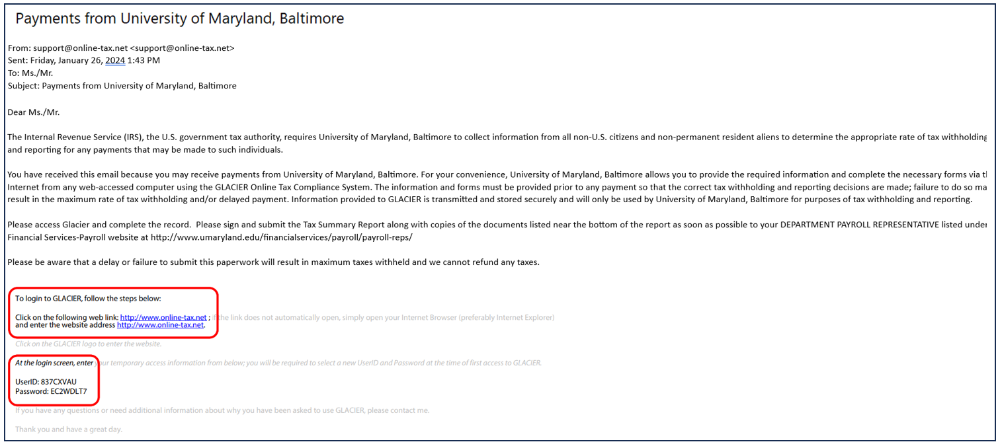 Payments from University of Maryland, Baltimore
From: support@online-tax.net <support@online-tax.net>
Sent: Friday, January 26, 2024 1:43 PM
To: Ms./Mr.
Subject: Payments from University of Maryland, Baltimore
Dear Ms./Mr.
The Internal Revenue Service (IRS), the U.S. government tax authority, requires University of Maryland, Baltimore to collect information from all non-U.S. citizens and non-permanent resident aliens to determine the appropriate rate of tax withholding
and reporting for any payments that may be made to such individuals.
You have received this email because you may receive payments from University of Maryland, Baltimore. For your convenience, University of Maryland, Baltimore allows you to provide the required information and complete the necessary forms via
Internet from any web-accessed computer using the GLACIER Online Tax Compliance System. The information and forms must be provided prior to any payment so that the correct tax withholding and reporting decisions are made; failure to do so
result in the maximum rate of tax withholding and/or delayed payment. Information provided to GLACIER is transmitted and stored securely and will only be used by University of Maryland, Baltimore for purposes of tax withholding and reporting.
Please access Glacier and complete the record. Please sign and submit the Tax Summary Report along with copies of the documents listed near the bottom of the report as soon as possible to your DEPARTMENT PAYROLL REPRESENTATIVE listed under
Financial Services-Payroll website at http://www.umaryland.edu/financialservices/payroll/payroll-reps/
Please be aware that a delay or failure to submit this paperwork will result in maximum taxes withheld and we cannot refund any taxes.
To login to GLACIER, follow the steps below:
Click on the following web link: http://www.online-tax.net ; if the link does not automatically open, simply open your Internet Browser (preferably Internet Explorer)
and enter the website address http://www.online-tax.net.
Click on the GLACIER logo to enter the website.
At the login screen, enter your temporary access information from below; you will be required to select a new UserID and Password at the time of first access to GLACIER.
UserID: 837CXVAU
Password: EC2WDLT7
If you have any questions or need additional information about why you have been asked to use GLACIER, please contact me.
Thank you and have a great day.